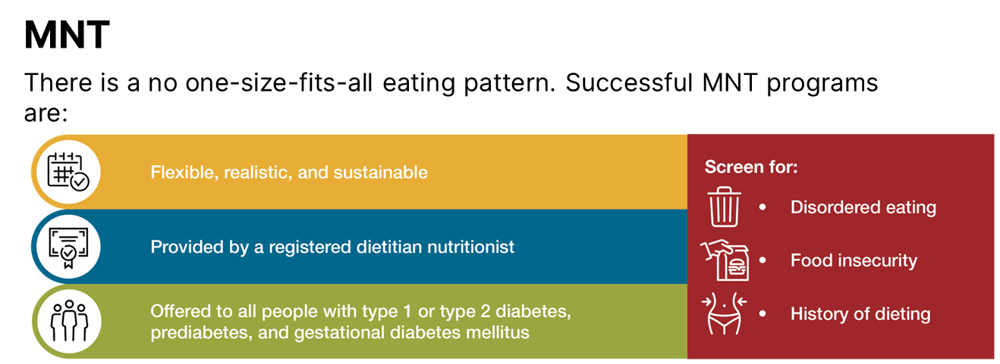 MNT
There is a no one-size-fits-all eating pattern. Successful MNT programs
are:
Flexible, realistic, and sustainable
Provided by a registered dietitian nutritionist
Offered to all people with type 1 or type 2 diabetes,
prediabetes, and gestational diabetes mellitus
Screen for:
• Disordered eating
• Food insecurity
• History of dieting